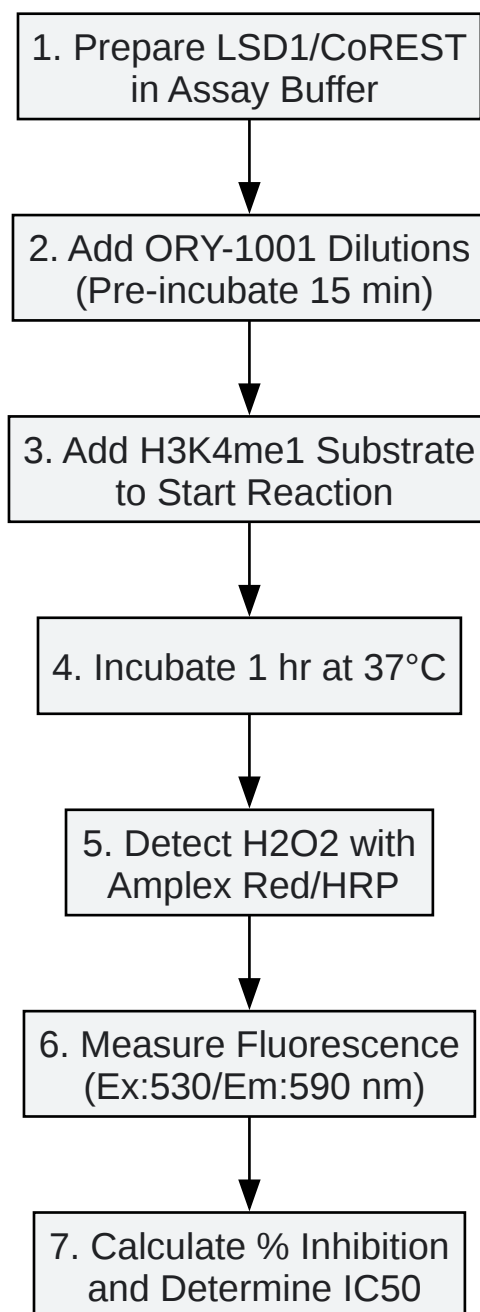 1. Prepare LSD1/CoREST
in Assay Buffer
2. Add ORY-1001 Dilutions
(Pre-incubate 15 min)
3. Add H3K4me1 Substrate
to Start Reaction
4. Incubate 1 hr at 37°C
5. Detect H2O2 with
Amplex Red/HRP
6. Measure Fluorescence
(Ex:530/Em:590 nm)
7. Calculate % Inhibition
and Determine IC50